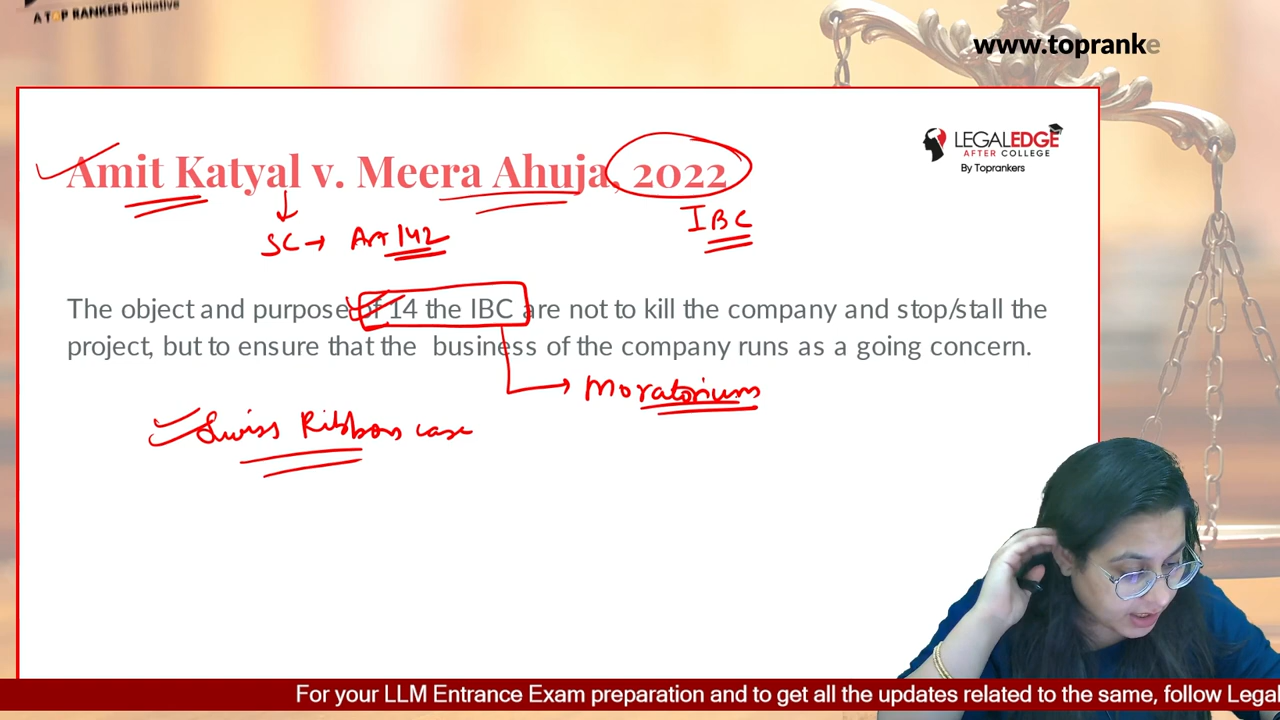 A TOP RANKERS Initiative
www.topranke
LEGALEDGE
AFTER COLLEGE
By Toprankers
Amit Katyal v. Meera Ahuja, 2022
IBC
SC → Art 142
The object and purpose of 14 the IBC are not to kill the company and stop/stall the
project, but to ensure that the business of the company runs as a going concern.
→ Moratorium
Swiss Ribbons case
For your LLM Entrance Exam preparation and to get all the updates related to the same, follow Legal